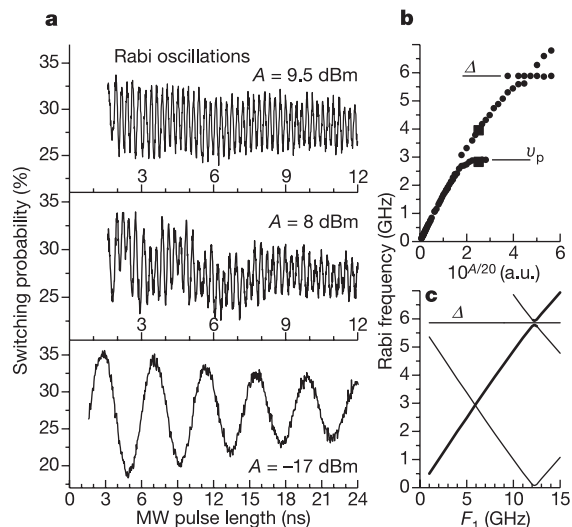 a
Rabi oscillations
A = 9.5 dBm
35
30
25
3 6 9 12
A = 8 dBm
35
30
25
3 6 9 12
35
30
25
20
A = −17 dBm
0 3 6 9 12 15 18 21 24
MW pulse length (ns)
Switching probability (%)
b
Δ
υp
6
5
4
3
2
1
0
0 2 4 6
10^A/20 (a.u.)
Rabi frequency (GHz)
c
Δ
6
5
4
3
2
1
0
0 5 10 15
F1 (GHz)